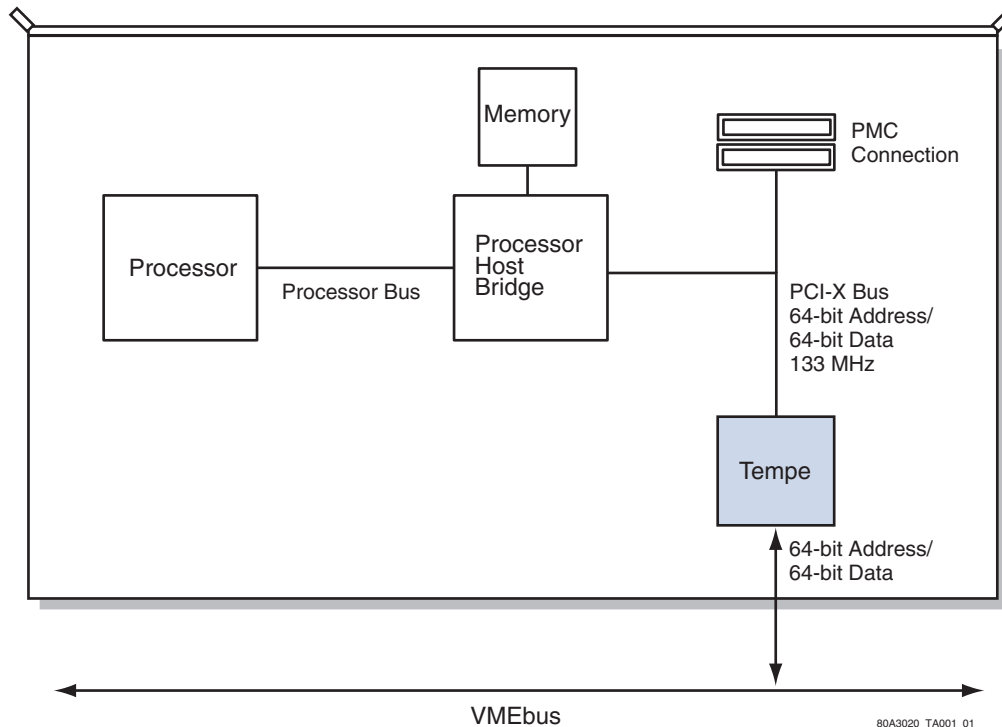 Memory
PMC
Connection
Processor
Processor Bus
Processor
Host
Bridge
PCI-X Bus
64-bit Address/
64-bit Data
133 MHz
Tempe
64-bit Address/
64-bit Data
VMEbus
80A3020_TA001_01